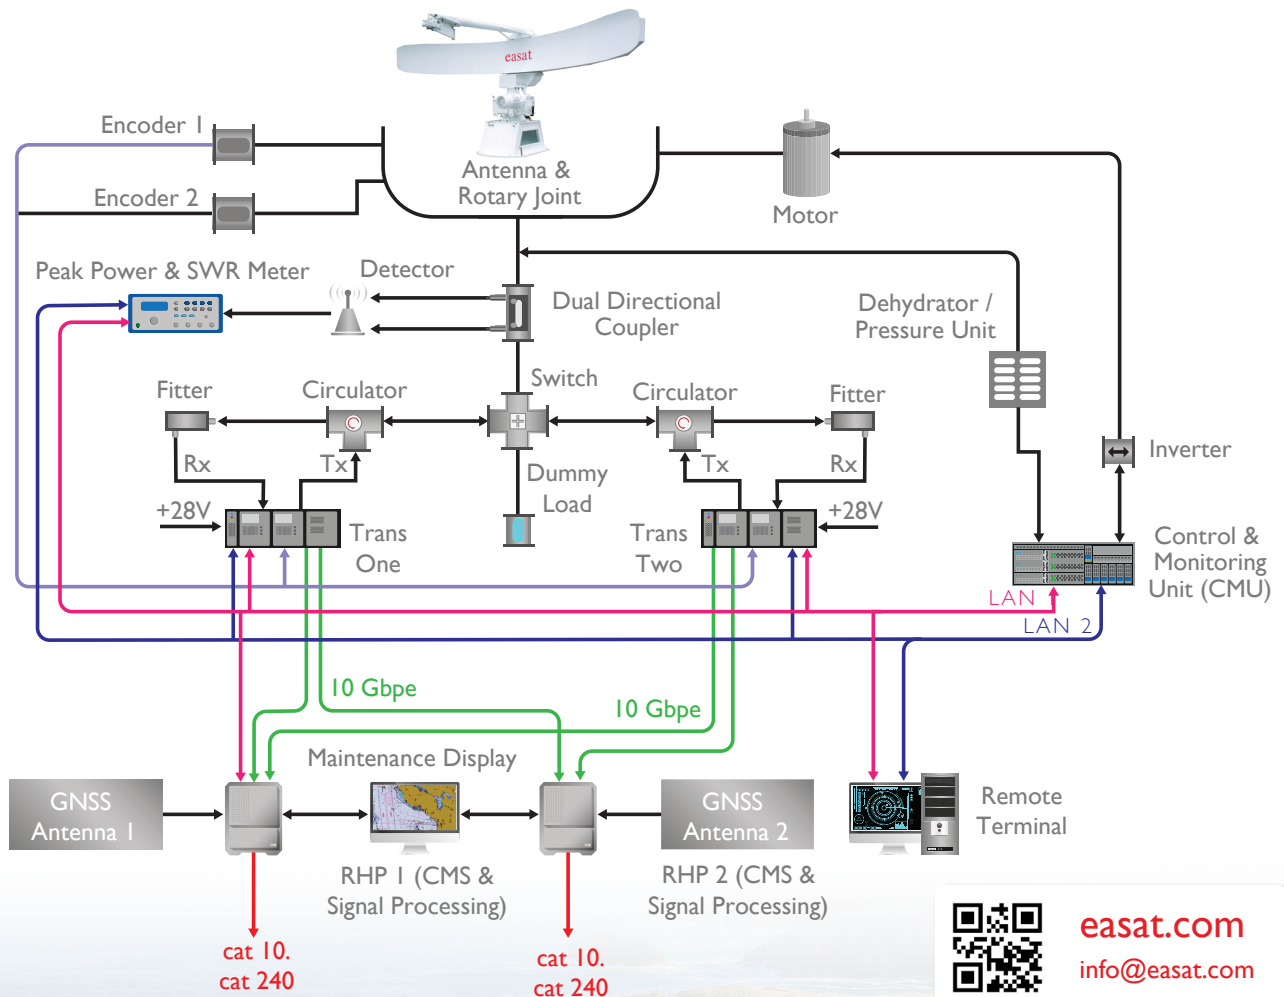 easat
Encoder 1
Antenna &
Rotary Joint
Encoder 2
Motor
Peak Power & SWR Meter
Detector
Dual Directional
Coupler
Dehydrator /
Pressure Unit
Fitter
Circulator
Switch
Circulator
Fitter
Rx
Tx
Tx
Rx
Inverter
Dummy
Load
+28V
+28V
Trans
One
Trans
Two
Control &
Monitoring
Unit (CMU)
LAN
LAN 2
10 Gbpe
10 Gbpe
Maintenance Display
GNSS
Antenna 1
GNSS
Antenna 2
Remote
Terminal
RHP 1 (CMS &
Signal Processing)
RHP 2 (CMS &
Signal Processing)
cat 10.
cat 240
cat 10.
cat 240
easat.com
info@easat.com